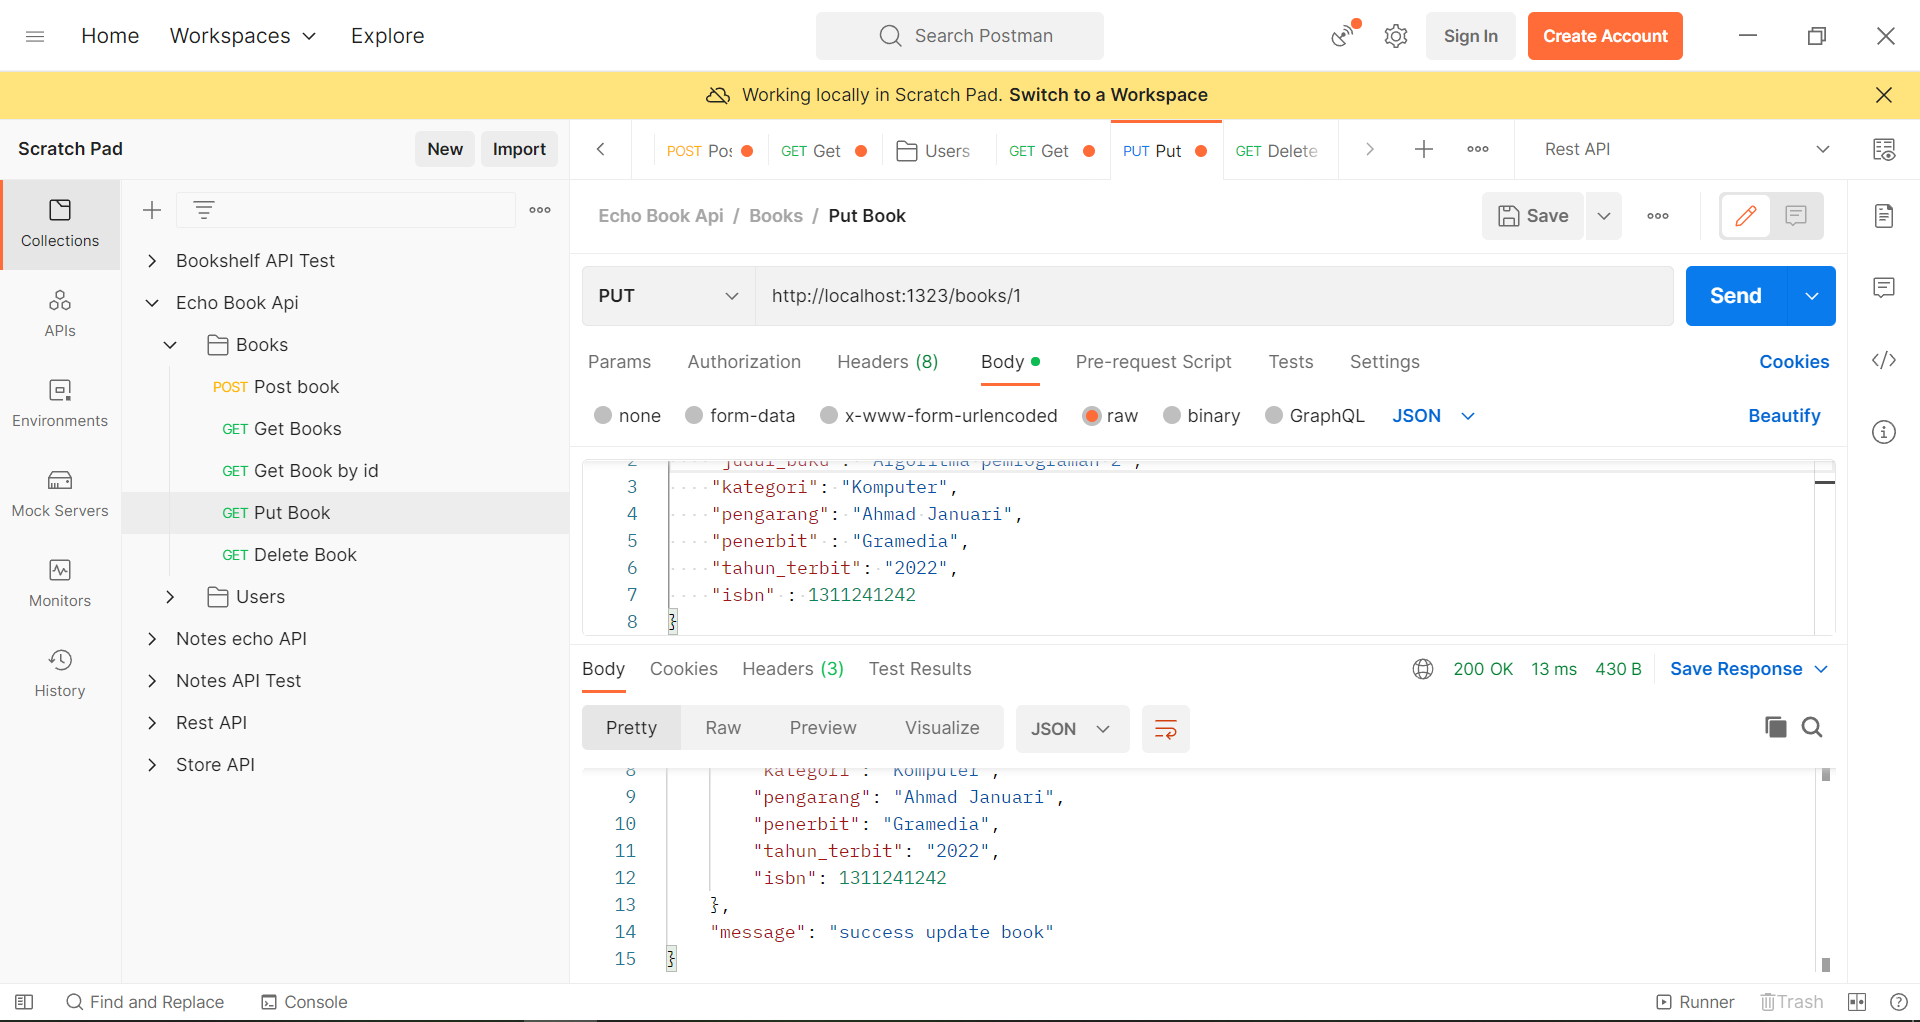 Home Workspaces Explore Search Postman Sign In Create Account
Working locally in Scratch Pad. Switch to a Workspace
Scratch Pad New Import
POST Pos GET Get Users GET Get PUT Put GET Delete Rest API
Collections
APIs
Environments
Mock Servers
Monitors
History
Bookshelf API Test
Echo Book Api
Books
POST Post book
GET Get Books
GET Get Book by id
GET Put Book
GET Delete Book
Users
Notes echo API
Notes API Test
Rest API
Store API
Echo Book Api / Books / Put Book Save
PUT http://localhost:1323/books/1 Send
Params Authorization Headers (8) Body Pre-request Script Tests Settings Cookies
none form-data x-www-form-urlencoded raw binary GraphQL JSON Beautify
2 "judul_buku": "Algoritma pemrograman 2",
3 "kategori": "Komputer",
4 "pengarang": "Ahmad Januari",
5 "penerbit" : "Gramedia",
6 "tahun_terbit": "2022",
7 "isbn" : 1311241242
8 }
Body Cookies Headers (3) Test Results 200 OK 13 ms 430 B Save Response
Pretty Raw Preview Visualize JSON
8 "kategori": "Komputer",
9 "pengarang": "Ahmad Januari",
10 "penerbit": "Gramedia",
11 "tahun_terbit": "2022",
12 "isbn": 1311241242
13 },
14 "message": "success update book"
15 }
Find and Replace Console Runner Trash